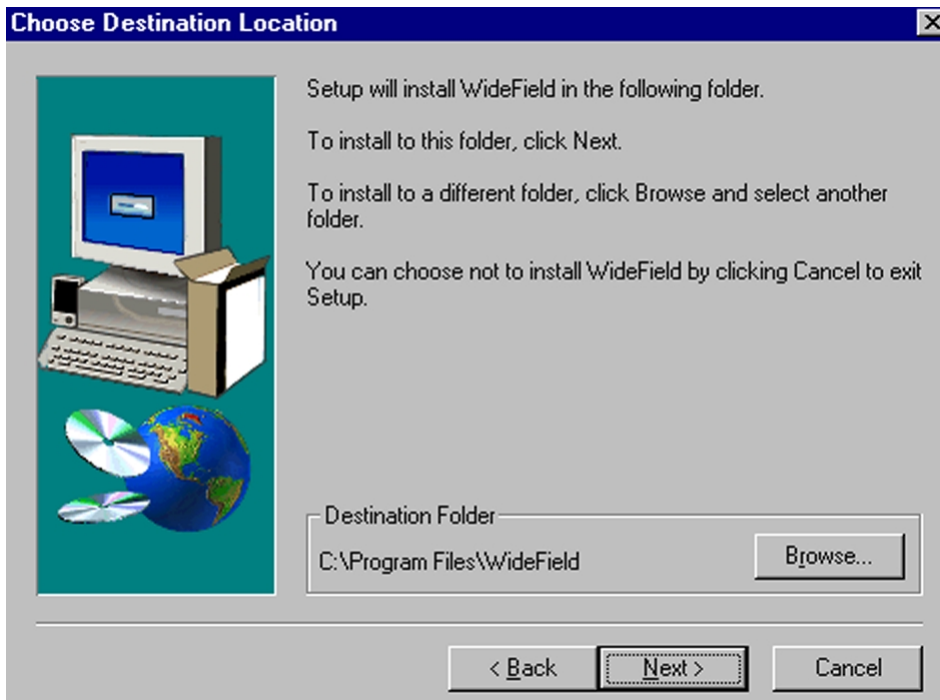 Choose Destination Location
Setup will install WideField in the following folder.
To install to this folder, click Next.
To install to a different folder, click Browse and select another
folder.
You can choose not to install WideField by clicking Cancel to exit
Setup.
Destination Folder
C:\Program Files\WideField
Browse...
< Back
Next >
Cancel